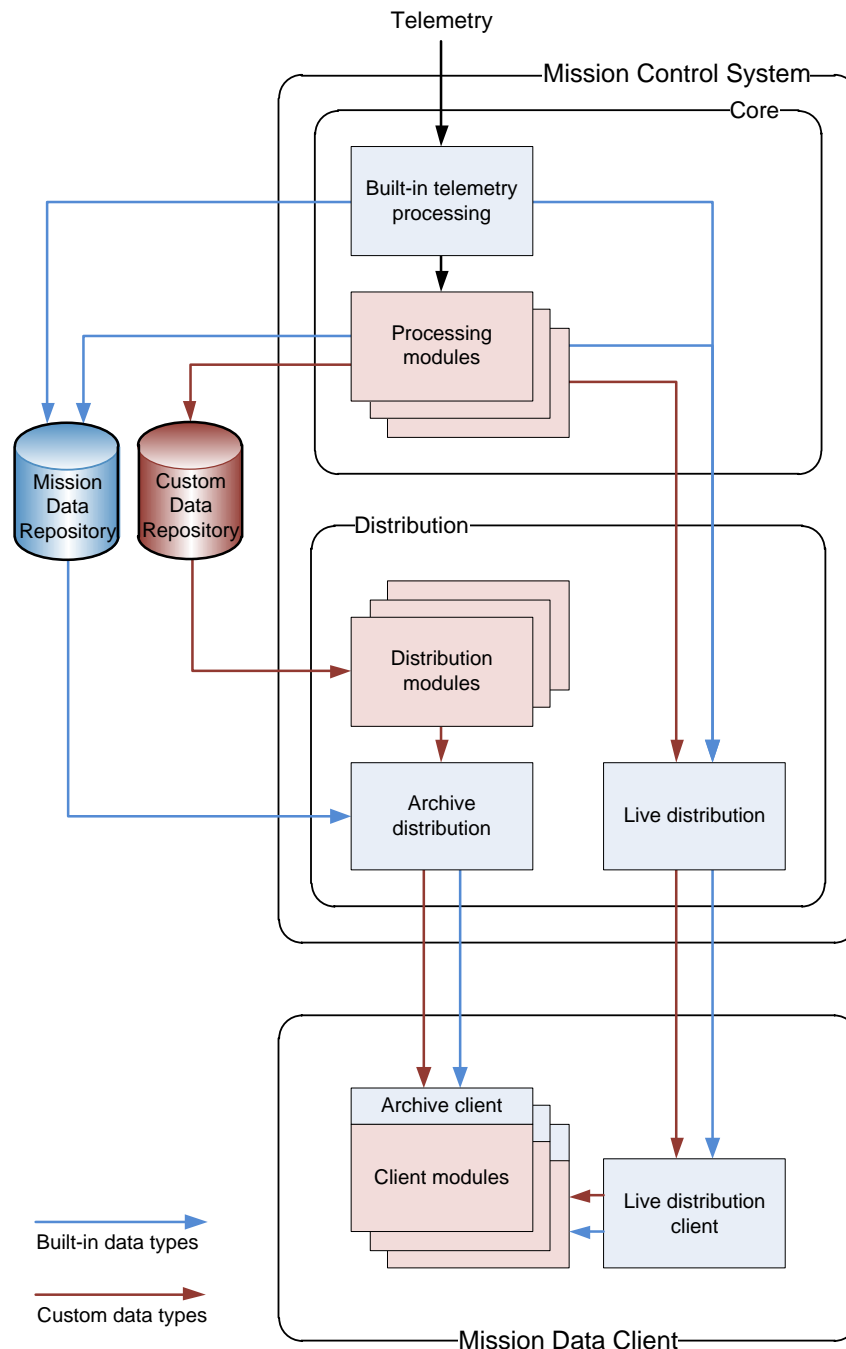 Telemetry
Mission Control System
Core
Built-in telemetry
processing
Processing
modules
Mission
Data
Repository
Custom
Data
Repository
Distribution
Distribution
modules
Archive
distribution
Live distribution
Archive client
Client modules
Live distribution
client
Built-in data types
Custom data types
Mission Data Client